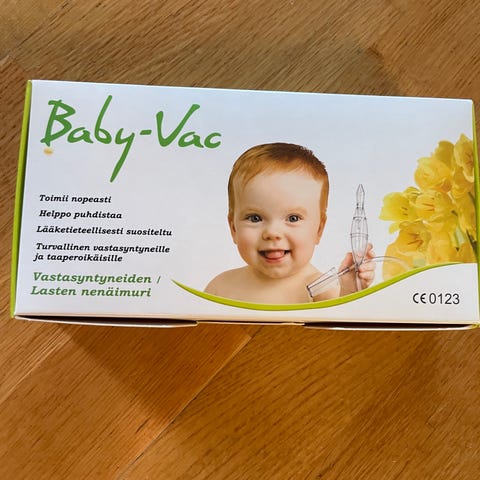 Baby-Vac
Toimii nopeasti
Helppo puhdistaa
Lääketieteellisesti suositeltu
Turvallinen vastasyntyneille
ja taaperoikäisille
Vastasyntyneiden /
Lasten nenäimuri
CE 0123